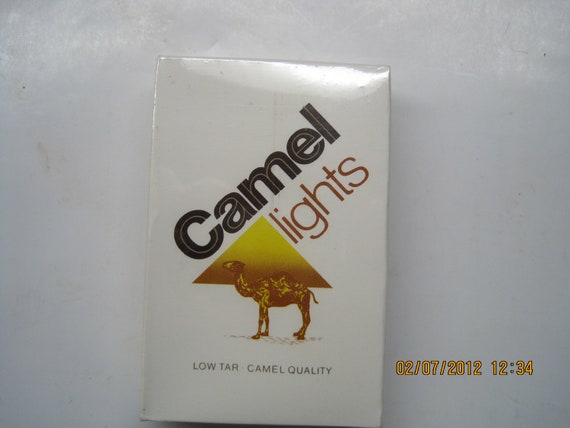 Camel
lights
LOW TAR · CAMEL QUALITY
02/07/2012 12:34